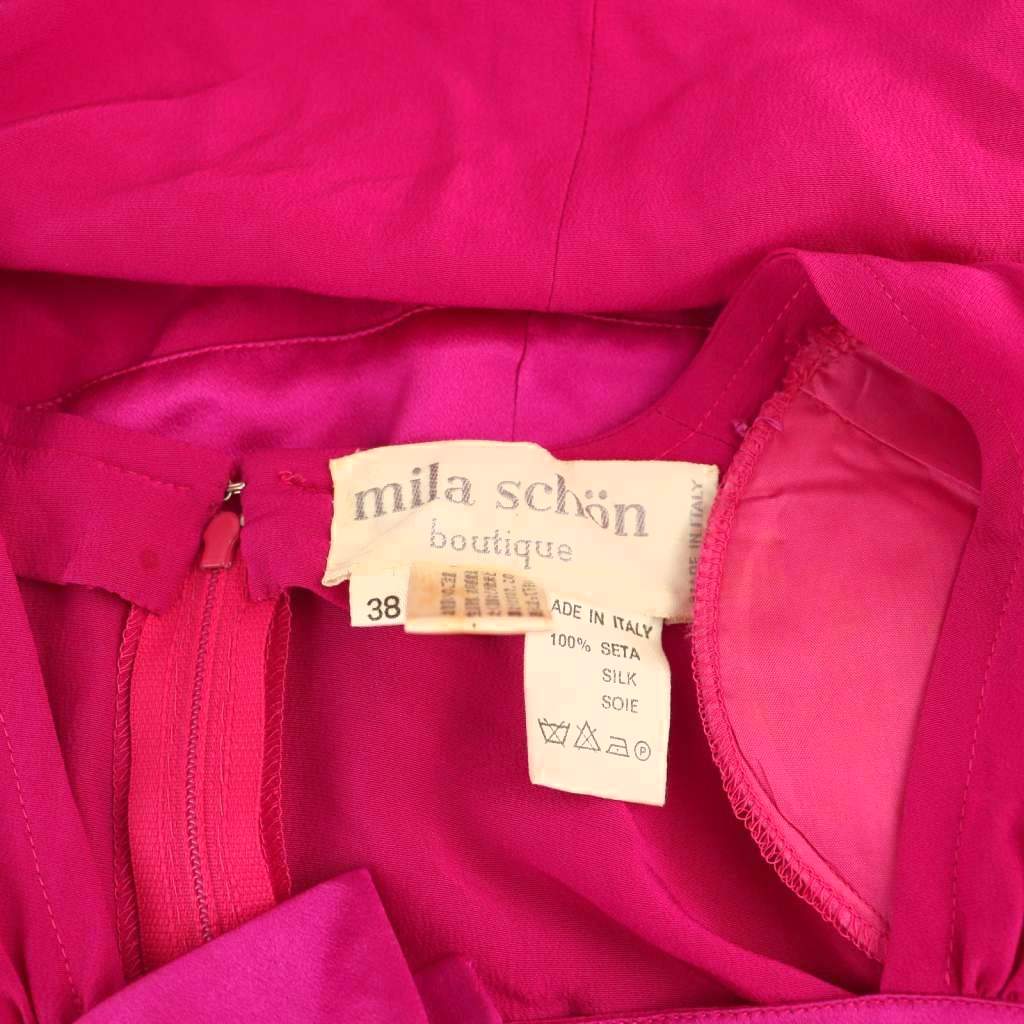 mila schön
boutique
MADE IN ITALY
38
ADE IN ITALY
100% SETA
SILK
SOIE
P